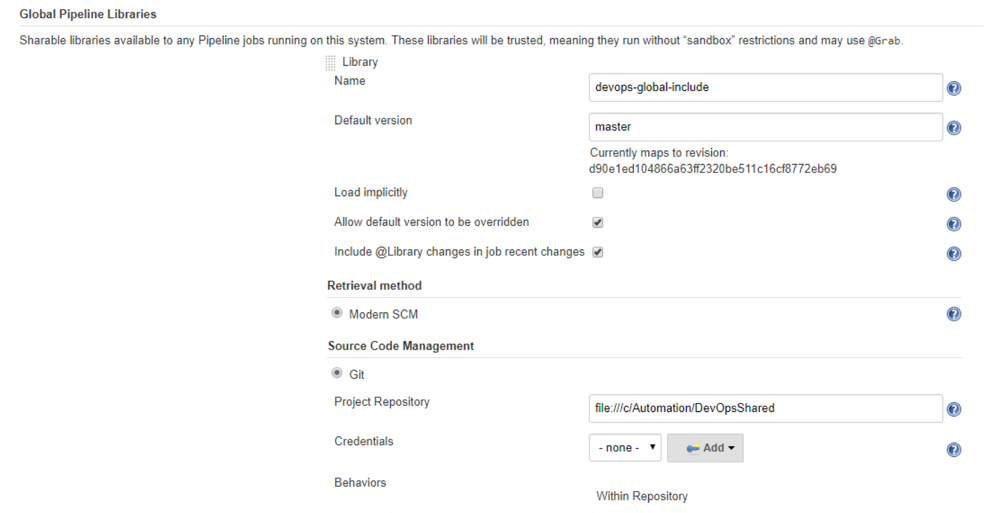 Global Pipeline Libraries
Sharable libraries available to any Pipeline jobs running on this system. These libraries will be trusted, meaning they run without “sandbox” restrictions and may use @Grab.
Library
Name
devops-global-include
Default version
master
Currently maps to revision:
d90e1ed104866a63ff2320be511c16cf8772eb69
Load implicitly
Allow default version to be overridden
Include @Library changes in job recent changes
Retrieval method
Modern SCM
Source Code Management
Git
Project Repository
file:///c/Automation/DevOpsShared
Credentials
- none -
Add
Behaviors
Within Repository